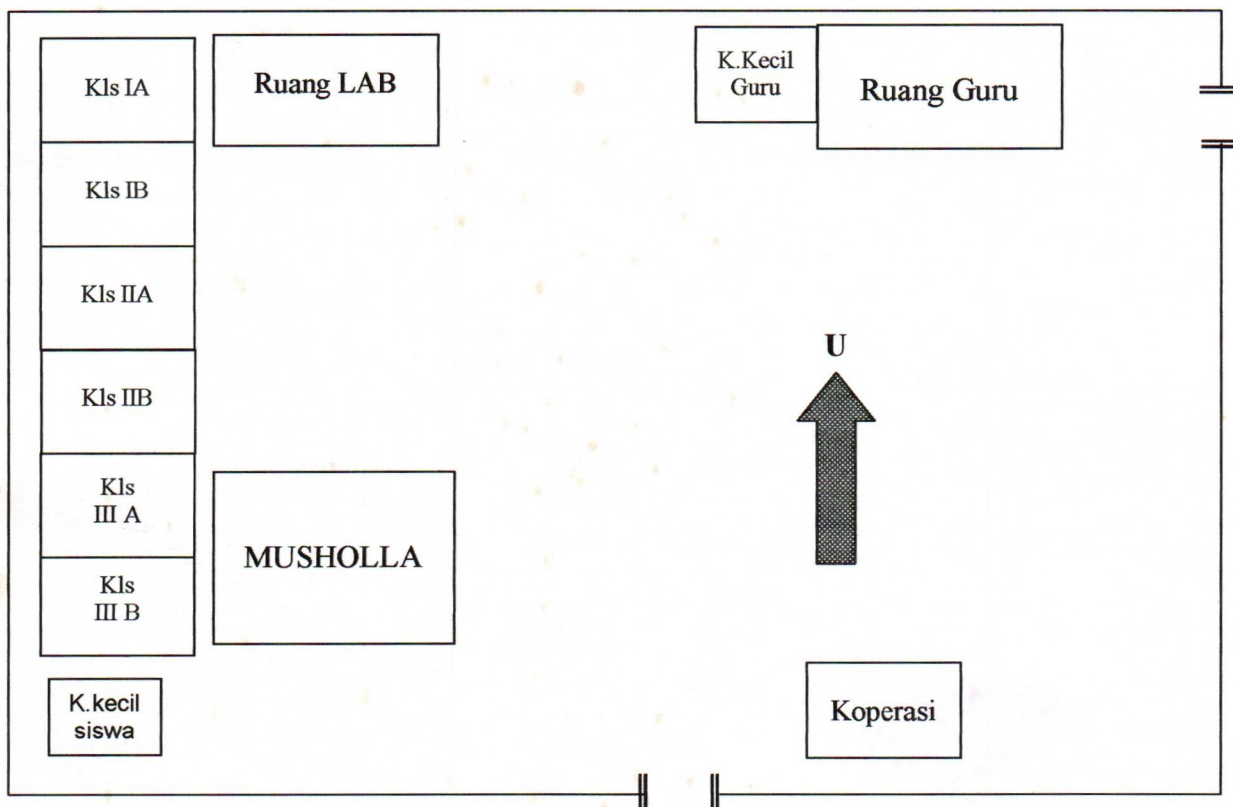 Kls IA
Ruang LAB
K.Kecil
Guru
Ruang Guru
Kls IB
Kls IIA
Kls IIB
U
Kls
III A
MUSHOLLA
Kls
III B
K.kecil
siswa
Koperasi